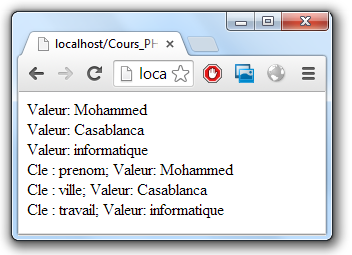 localhost/Cours_PH
loca
Valeur: Mohammed
Valeur: Casablanca
Valeur: informatique
Cle : prenom; Valeur: Mohammed
Cle : ville; Valeur: Casablanca
Cle : travail; Valeur: informatique